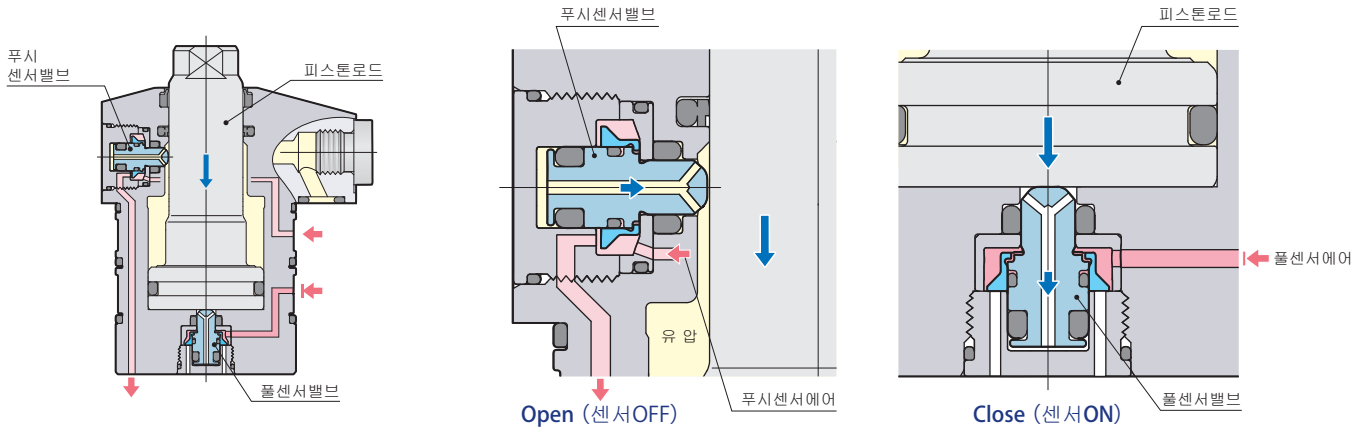 푸시
센서밸브
피스톤로드
풀센서밸브
푸시센서밸브
유 압
푸시센서에어
Open (센서OFF)
피스톤로드
풀센서에어
풀센서밸브
Close (센서ON)